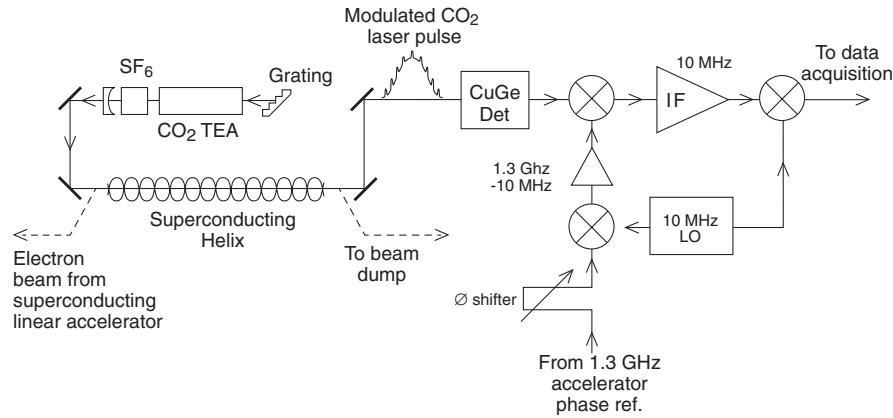 Modulated CO2
laser pulse
SF6
Grating
CO2 TEA
CuGe
Det
10 MHz
IF
To data
acquisition
1.3 Ghz
-10 MHz
Superconducting
Helix
10 MHz
LO
Electron
beam from
superconducting
linear accelerator
To beam
dump
∅ shifter
From 1.3 GHz
accelerator
phase ref.